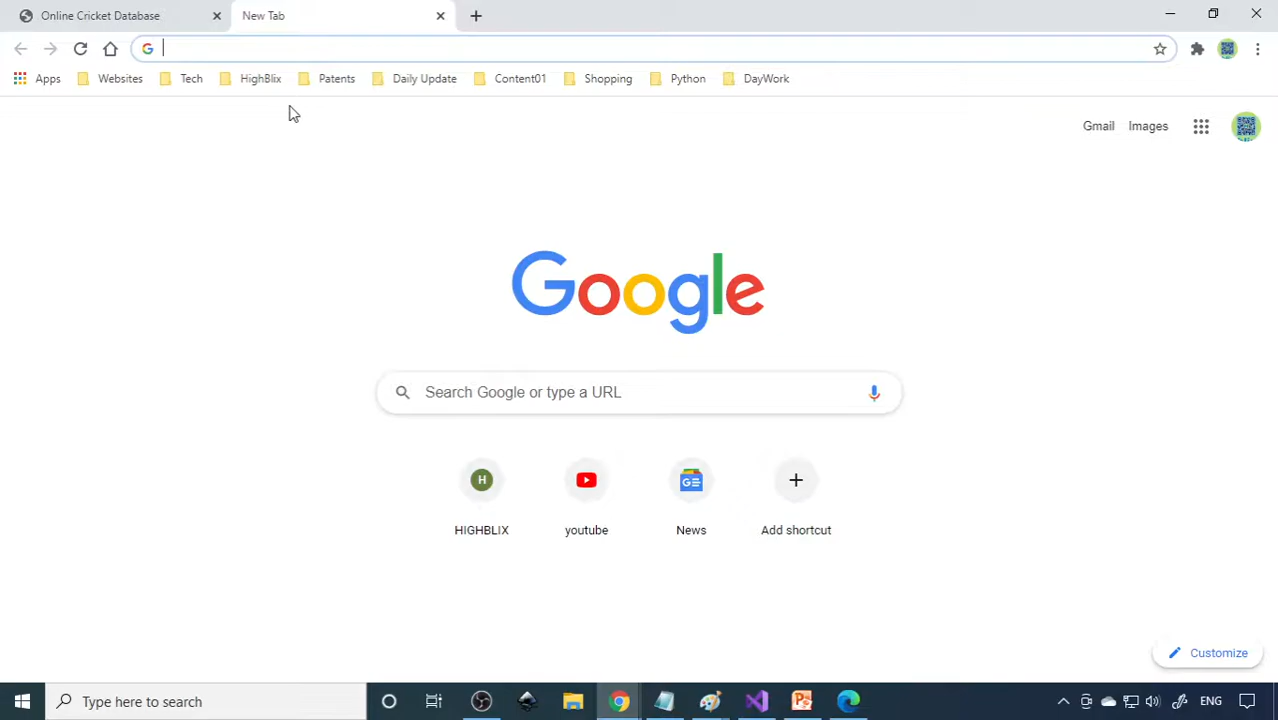 Online Cricket Database
New Tab
Apps
Websites
Tech
HighBlix
Patents
Daily Update
Content01
Shopping
Python
DayWork
Gmail
Images
Google
Search Google or type a URL
H
GE
HIGHBLIX
youtube
News
Add shortcut
Customize
Type here to search
ENG